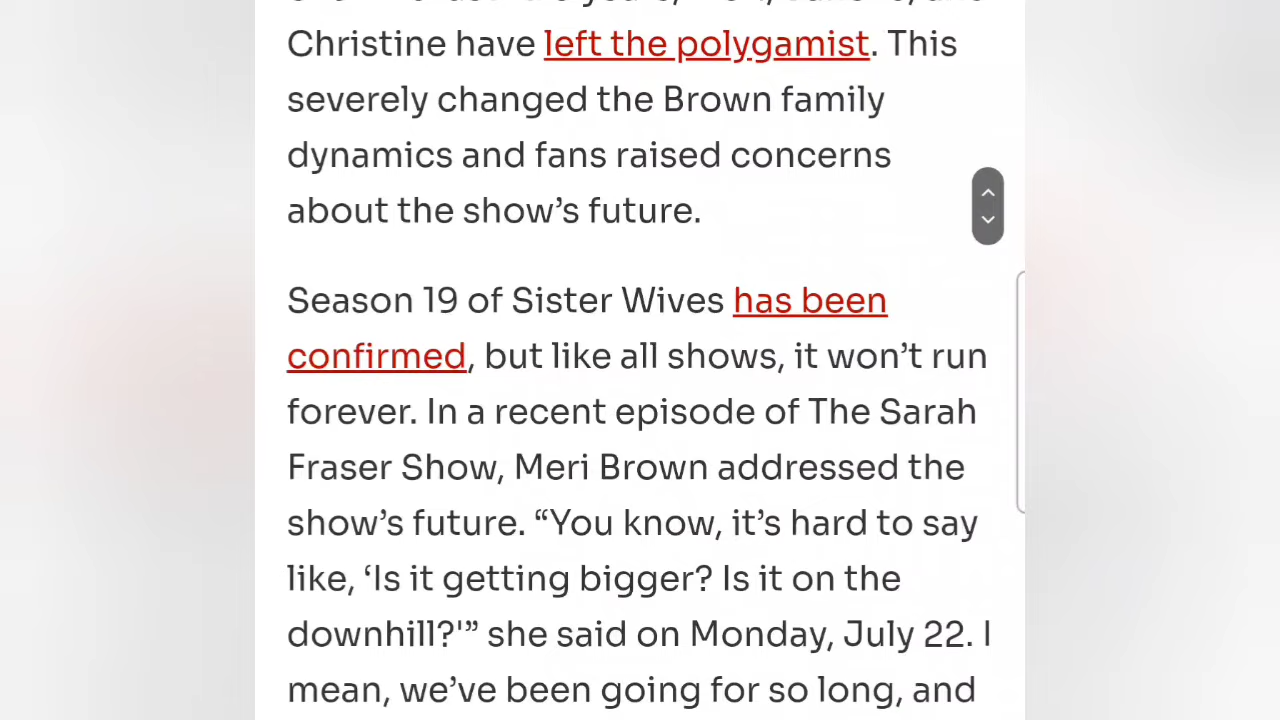 Christine have left the polygamist. This
severely changed the Brown family
dynamics and fans raised concerns
about the show’s future.
Season 19 of Sister Wives has been
confirmed, but like all shows, it won’t run
forever. In a recent episode of The Sarah
Fraser Show, Meri Brown addressed the
show’s future. “You know, it’s hard to say
like, ‘Is it getting bigger? Is it on the
downhill?'” she said on Monday, July 22. I
mean, we’ve been going for so long, and